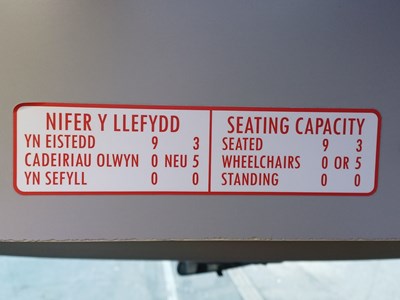 NIFER Y LLEFYDD
YN EISTEDD 9 3
CADEIRIAU OLWYN 0 NEU 5
YN SEFYLL 0 0
SEATING CAPACITY
SEATED 9 3
WHEELCHAIRS 0 OR 5
STANDING 0 0